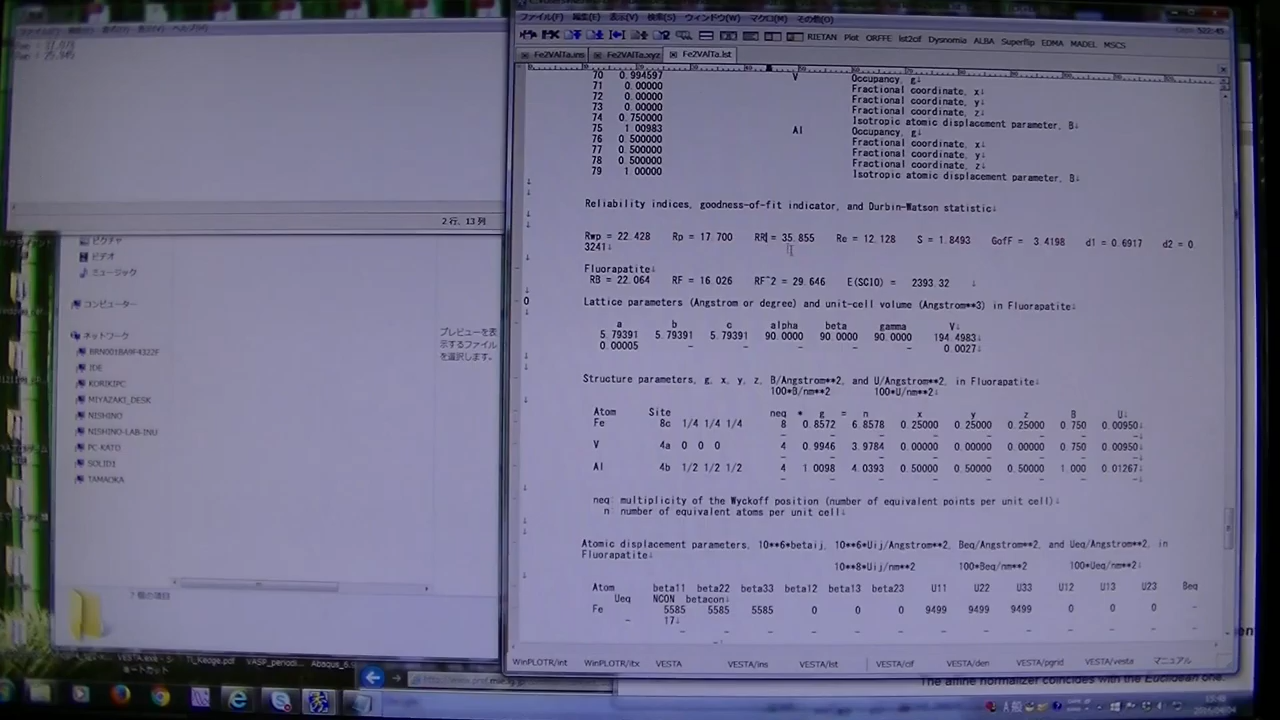 ファイル(F) 編集(E) 表示(V) 検索(S) ウィンドウ(W) マクロ(M) その他(O)
RIETAN Plot ORFFE lst2cif Dysnomia ALBA Superflip EDMA MADEL MSCS
Fe2VAlTa.ins Fe2VAlTa.xyz Fe2VAlTa.lst
70 0.994597 V Occupancy, g↓
71 0.00000 Fractional coordinate, x↓
72 0.00000 Fractional coordinate, y↓
73 0.00000 Fractional coordinate, z↓
74 0.750000 Isotropic atomic displacement parameter, B↓
75 1.00983 Al Occupancy, g↓
76 0.500000 Fractional coordinate, x↓
77 0.500000 Fractional coordinate, y↓
78 0.500000 Fractional coordinate, z↓
79 1.00000 Isotropic atomic displacement parameter, B↓
Reliability indices, goodness-of-fit indicator, and Durbin-Watson statistic↓
Rwp = 22.428 Rp = 17.700 RR = 35.855 Re = 12.128 S = 1.8493 GofF = 3.4198 d1 = 0.6917 d2 = 0
3241↓
Fluorapatite↓
RB = 22.064 RF = 16.026 RF^2 = 29.646 E(SCIO) = 2393.32 ↓
Lattice parameters (Angstrom or degree) and unit-cell volume (Angstrom**3) in Fluorapatite↓
a b c alpha beta gamma V↓
5.79391 5.79391 5.79391 90.0000 90.0000 90.0000 194.4983↓
0.00005 - - - - - 0.0027↓
Structure parameters, g, x, y, z, B/Angstrom**2, and U/Angstrom**2, in Fluorapatite↓
100*B/nm**2 100*U/nm**2↓
Atom Site neq * g = n x y z B U↓
Fe 8c 1/4 1/4 1/4 8 0.8572 6.8578 0.25000 0.25000 0.25000 0.750 0.00950↓
V 4a 0 0 0 4 0.9946 3.9784 0.00000 0.00000 0.00000 0.750 0.00950↓
Al 4b 1/2 1/2 1/2 4 1.0098 4.0393 0.50000 0.50000 0.50000 1.000 0.01267↓
neq: multiplicity of the Wyckoff position (number of equivalent points per unit cell)↓
n: number of equivalent atoms per unit cell↓
Atomic displacement parameters, 10**6*betaij, 10**6*Uij/Angstrom**2, Beq/Angstrom**2, and Ueq/Angstrom**2, in
Fluorapatite↓
10**8*Uij/nm**2 100*Beq/nm**2 100*Ueq/nm**2↓
Atom beta11 beta22 beta33 beta12 beta13 beta23 U11 U22 U33 U12 U13 U23 Beq
Ueq NCON betacon↓
Fe 5585 5585 5585 0 0 0 9499 9499 9499 0 0 0 -
- 17↓
WinPLOTR/int WinPLOTR/itx VESTA VESTA/ins VESTA/lst VESTA/cif VESTA/den VESTA/pgrid VESTA/vesta マニュアル
2行, 13列
ピクチャ
ビデオ
ミュージック
コンピューター
ネットワーク
BRN001BA9F4322F
IDE
KORIKIPC
MIYAZAKI_DESK
NISHINO
NISHINO-LAB-INU
PC-KATO
SOLID1
TAMAOKA
プレビューを表
示するファイル
を選択します。
7 個の項目
TI_Kedge.pdf VASP_periodi...
The affine normalizer coincides with the Euclidean one.